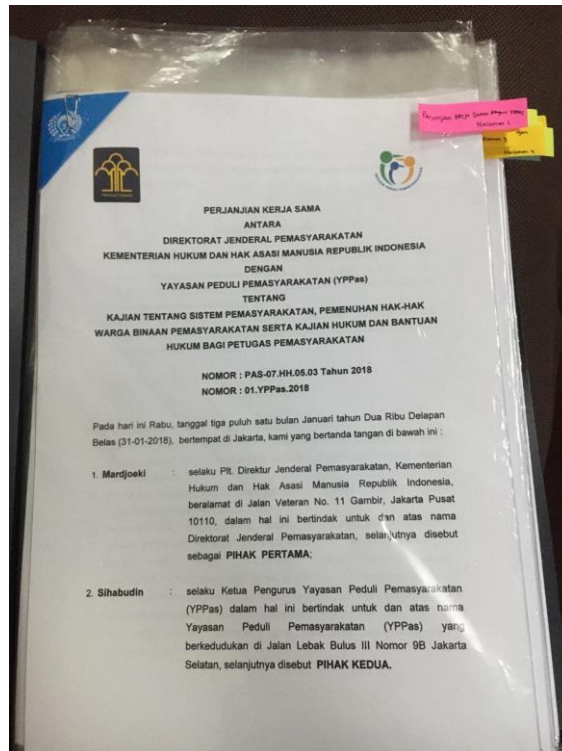 Perjanjian Kerja Sama
Halaman 1
PERJANJIAN KERJA SAMA
ANTARA
DIREKTORAT JENDERAL PEMASYARAKATAN
KEMENTERIAN HUKUM DAN HAK ASASI MANUSIA REPUBLIK INDONESIA
DENGAN
YAYASAN PEDULI PEMASYARAKATAN (YPPas)
TENTANG
KAJIAN TENTANG SISTEM PEMASYARAKATAN, PEMENUHAN HAK-HAK
WARGA BINAAN PEMASYARAKATAN SERTA KAJIAN HUKUM DAN BANTUAN
HUKUM BAGI PETUGAS PEMASYARAKATAN
NOMOR : PAS-07.HH.05.03 Tahun 2018
NOMOR : 01.YPPas.2018
Pada hari ini Rabu, tanggal tiga puluh satu bulan Januari tahun Dua Ribu Delapan
Belas (31-01-2018), bertempat di Jakarta, kami yang bertanda tangan di bawah ini :
1. Mardjoeki : selaku Plt. Direktur Jenderal Pemasyarakatan, Kementerian
Hukum dan Hak Asasi Manusia Republik Indonesia,
beralamat di Jalan Veteran No. 11 Gambir, Jakarta Pusat
10110, dalam hal ini bertindak untuk dan atas nama
Direktorat Jenderal Pemasyarakatan, selanjutnya disebut
sebagai PIHAK PERTAMA;
2. Sihabudin : selaku Ketua Pengurus Yayasan Peduli Pemasyarakatan
(YPPas) dalam hal ini bertindak untuk dan atas nama
Yayasan Peduli Pemasyarakatan (YPPas) yang
berkedudukan di Jalan Lebak Bulus III Nomor 9B Jakarta
Selatan, selanjutnya disebut PIHAK KEDUA.